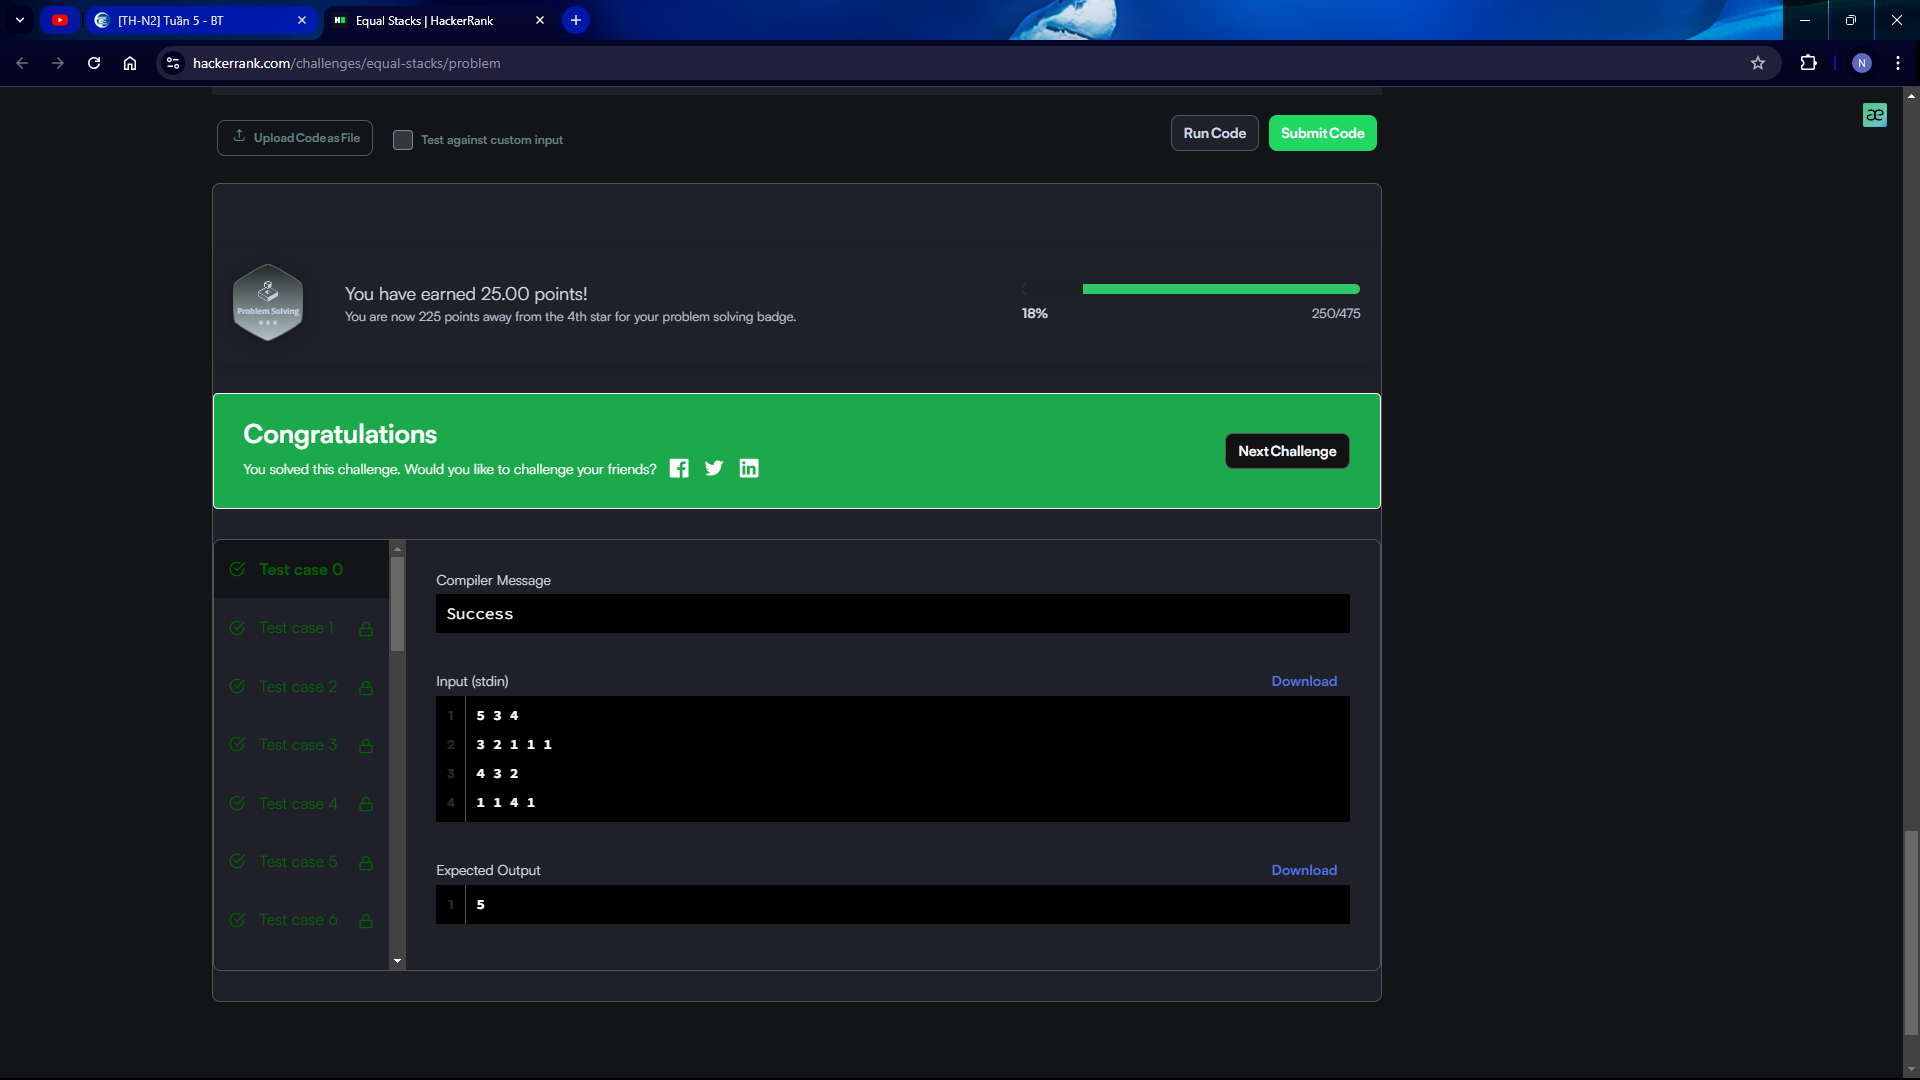 [TH-N2] Tuần 5 - BT
Equal Stacks | HackerRank
hackerrank.com/challenges/equal-stacks/problem
N
æ
Upload Code as File
Test against custom input
Run Code
Submit Code
Problem Solving
You have earned 25.00 points!
You are now 225 points away from the 4th star for your problem solving badge.
18%
250/475
Congratulations
You solved this challenge. Would you like to challenge your friends?
Next Challenge
Test case 0
Test case 1
Test case 2
Test case 3
Test case 4
Test case 5
Test case 6
Compiler Message
Success
Input (stdin)
Download
1 5 3 4
2 3 2 1 1 1
3 4 3 2
4 1 1 4 1
Expected Output
Download
1 5